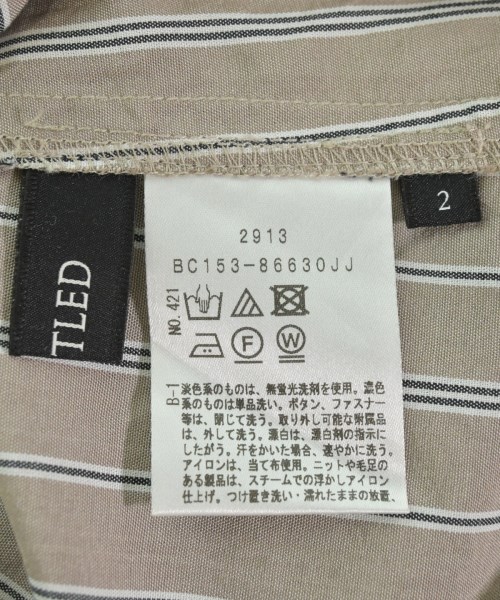 TLED
2
2913
BC153-86630JJ
NO. 421
F
W
B-1
淡色系のものは、無蛍光洗剤を使用。濃色
系のものは単品洗い。ボタン、ファスナー
等は、閉じて洗う。取り外し可能な附属品
は、外して洗う。漂白は、漂白剤の指示に
したがう。汗をかいた場合、速やかに洗う。
アイロンは、当て布使用。ニットや毛足の
ある製品は、スチームでの浮かしアイロン
仕上げ。つけ置き洗い・濡れたままの放置、